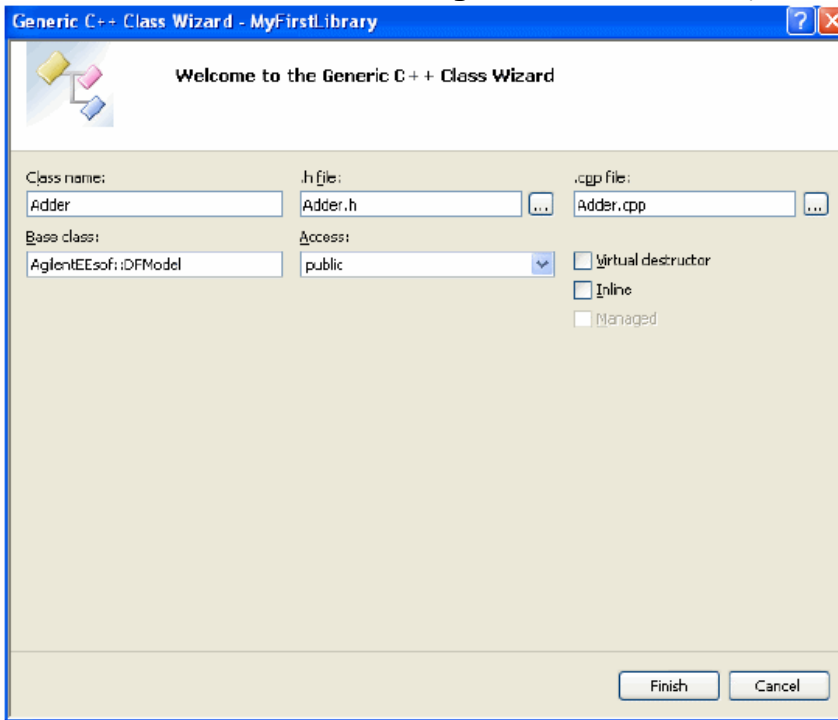 Generic C++ Class Wizard - MyFirstLibrary
Welcome to the Generic C++ Class Wizard
Class name:
.h file:
.cpp file:
Adder
Adder.h
...
Adder.cpp
...
Base class:
Access:
AgilentEEsof::DFModel
public
Virtual destructor
Inline
Managed
Finish
Cancel